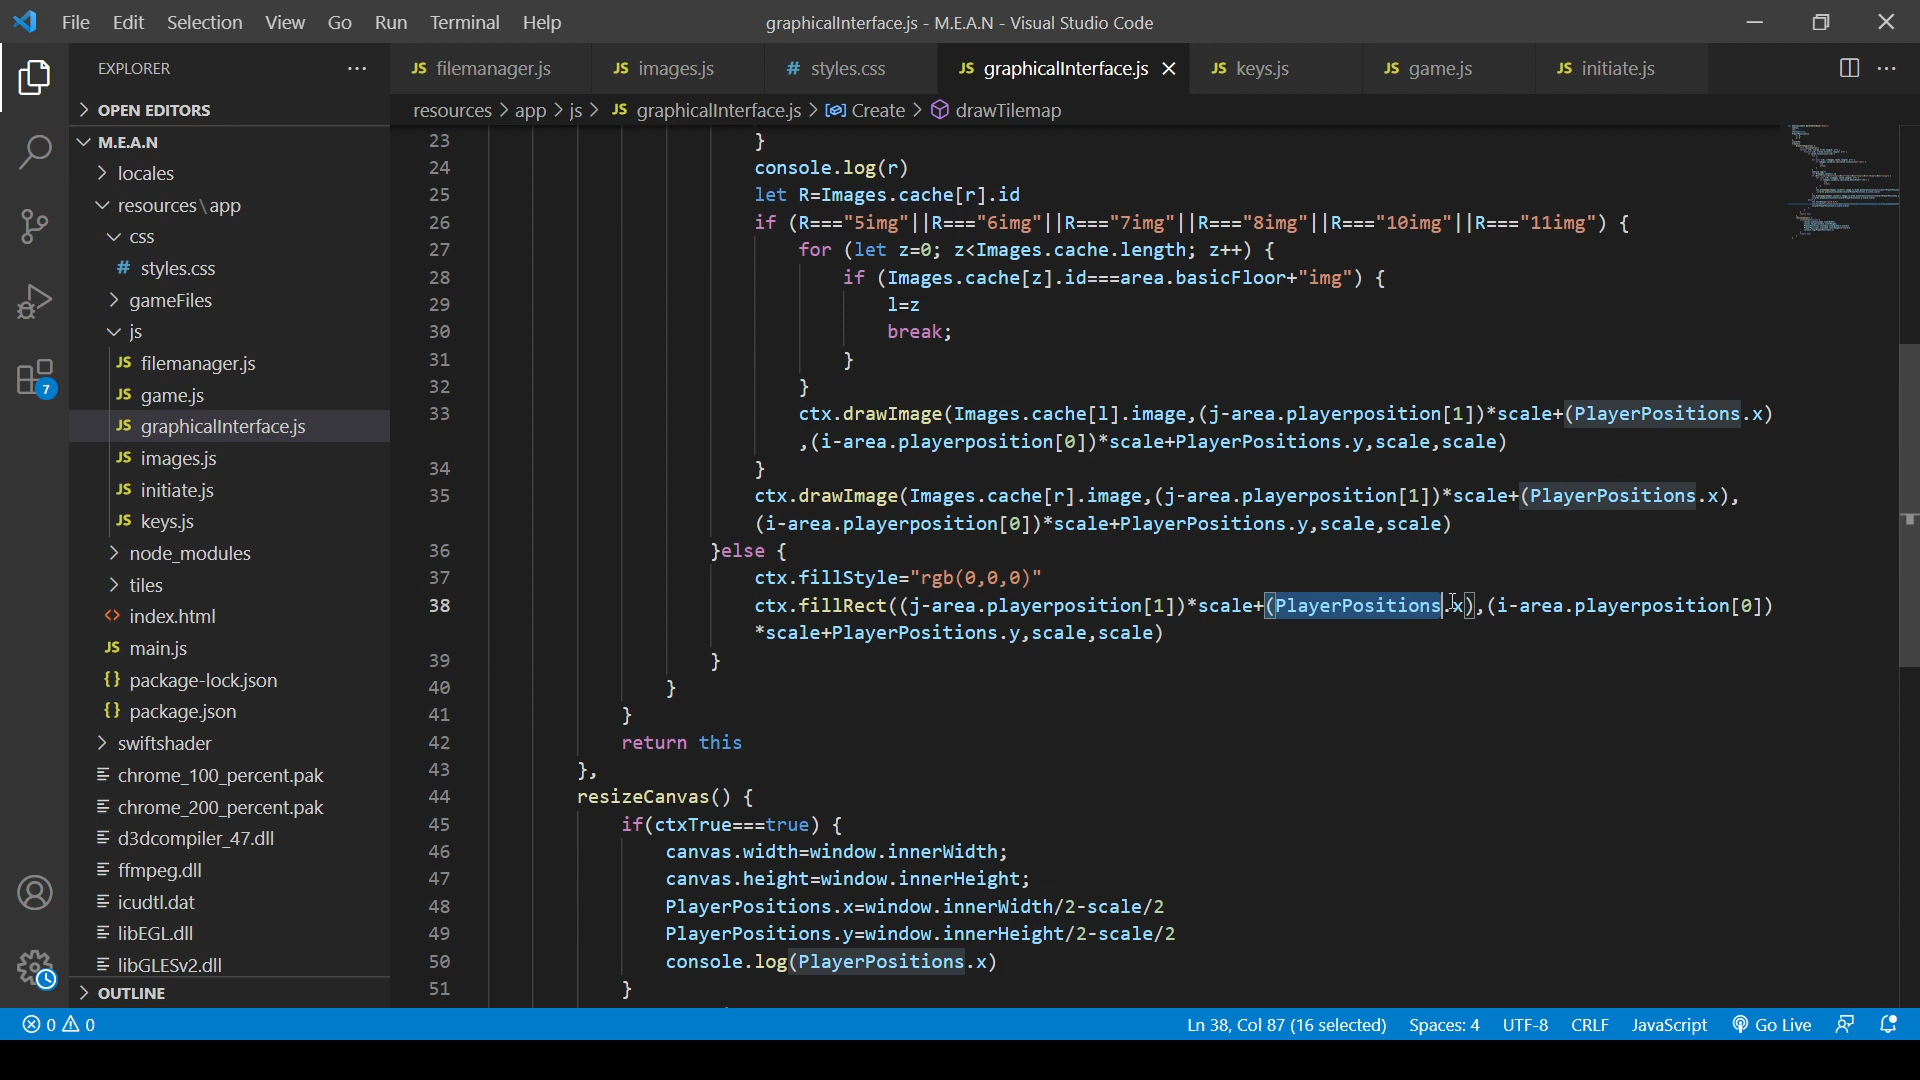 File Edit Selection View Go Run Terminal Help
graphicalInterface.js - M.E.A.N - Visual Studio Code
EXPLORER
OPEN EDITORS
M.E.A.N
locales
resources\app
css
# styles.css
gameFiles
js
JS filemanager.js
JS game.js
JS graphicalInterface.js
JS images.js
JS initiate.js
JS keys.js
node_modules
tiles
<> index.html
JS main.js
{} package-lock.json
{} package.json
swiftshader
chrome_100_percent.pak
chrome_200_percent.pak
d3dcompiler_47.dll
ffmpeg.dll
icudtl.dat
libEGL.dll
libGLESv2.dll
OUTLINE
7
JS filemanager.js JS images.js # styles.css JS graphicalInterface.js JS keys.js JS game.js JS initiate.js
resources > app > js > JS graphicalInterface.js > Create > drawTilemap
23 }
24 console.log(r)
25 let R=Images.cache[r].id
26 if (R==="5img"||R==="6img"||R==="7img"||R==="8img"||R==="10img"||R==="11img") {
27 for (let z=0; z<Images.cache.length; z++) {
28 if (Images.cache[z].id===area.basicFloor+"img") {
29 l=z
30 break;
31 }
32 }
33 ctx.drawImage(Images.cache[l].image,(j-area.playerposition[1])*scale+(PlayerPositions.x)
,(i-area.playerposition[0])*scale+PlayerPositions.y,scale,scale)
34 }
35 ctx.drawImage(Images.cache[r].image,(j-area.playerposition[1])*scale+(PlayerPositions.x),
(i-area.playerposition[0])*scale+PlayerPositions.y,scale,scale)
36 }else {
37 ctx.fillStyle="rgb(0,0,0)"
38 ctx.fillRect((j-area.playerposition[1])*scale+(PlayerPositions.x),(i-area.playerposition[0])
*scale+PlayerPositions.y,scale,scale)
39 }
40 }
41 }
42 return this
43 },
44 resizeCanvas() {
45 if(ctxTrue===true) {
46 canvas.width=window.innerWidth;
47 canvas.height=window.innerHeight;
48 PlayerPositions.x=window.innerWidth/2-scale/2
49 PlayerPositions.y=window.innerHeight/2-scale/2
50 console.log(PlayerPositions.x)
51 }
0 0
Ln 38, Col 87 (16 selected) Spaces: 4 UTF-8 CRLF JavaScript Go Live